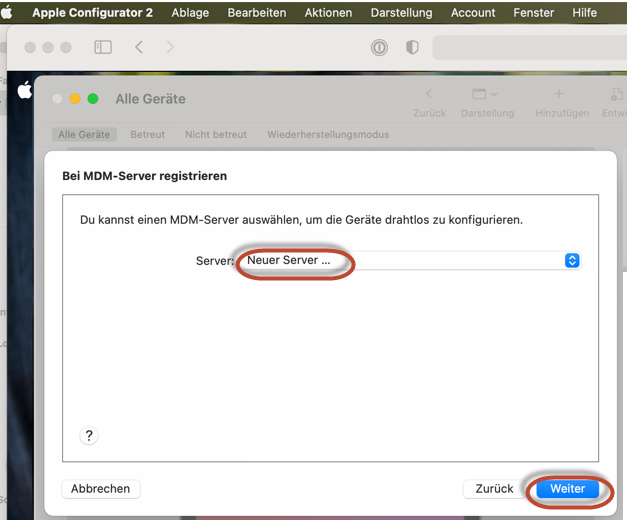 Apple Configurator 2 Ablage Bearbeiten Aktionen Darstellung Account Fenster Hilfe
Alle Geräte
Zurück Darstellung Hinzufügen
Alle Geräte Betreut Nicht betreut Wiederherstellungsmodus
Bei MDM-Server registrieren
Du kannst einen MDM-Server auswählen, um die Geräte drahtlos zu konfigurieren.
Server: Neuer Server ...
?
Abbrechen Zurück Weiter